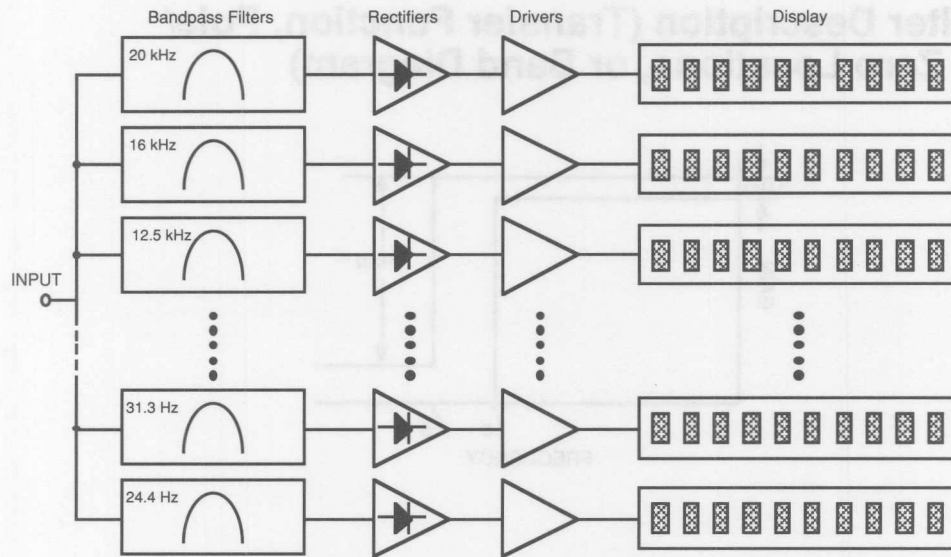 Bandpass Filters Rectifiers Drivers Display
20 kHz
16 kHz
12.5 kHz
INPUT
31.3 Hz
24.4 Hz